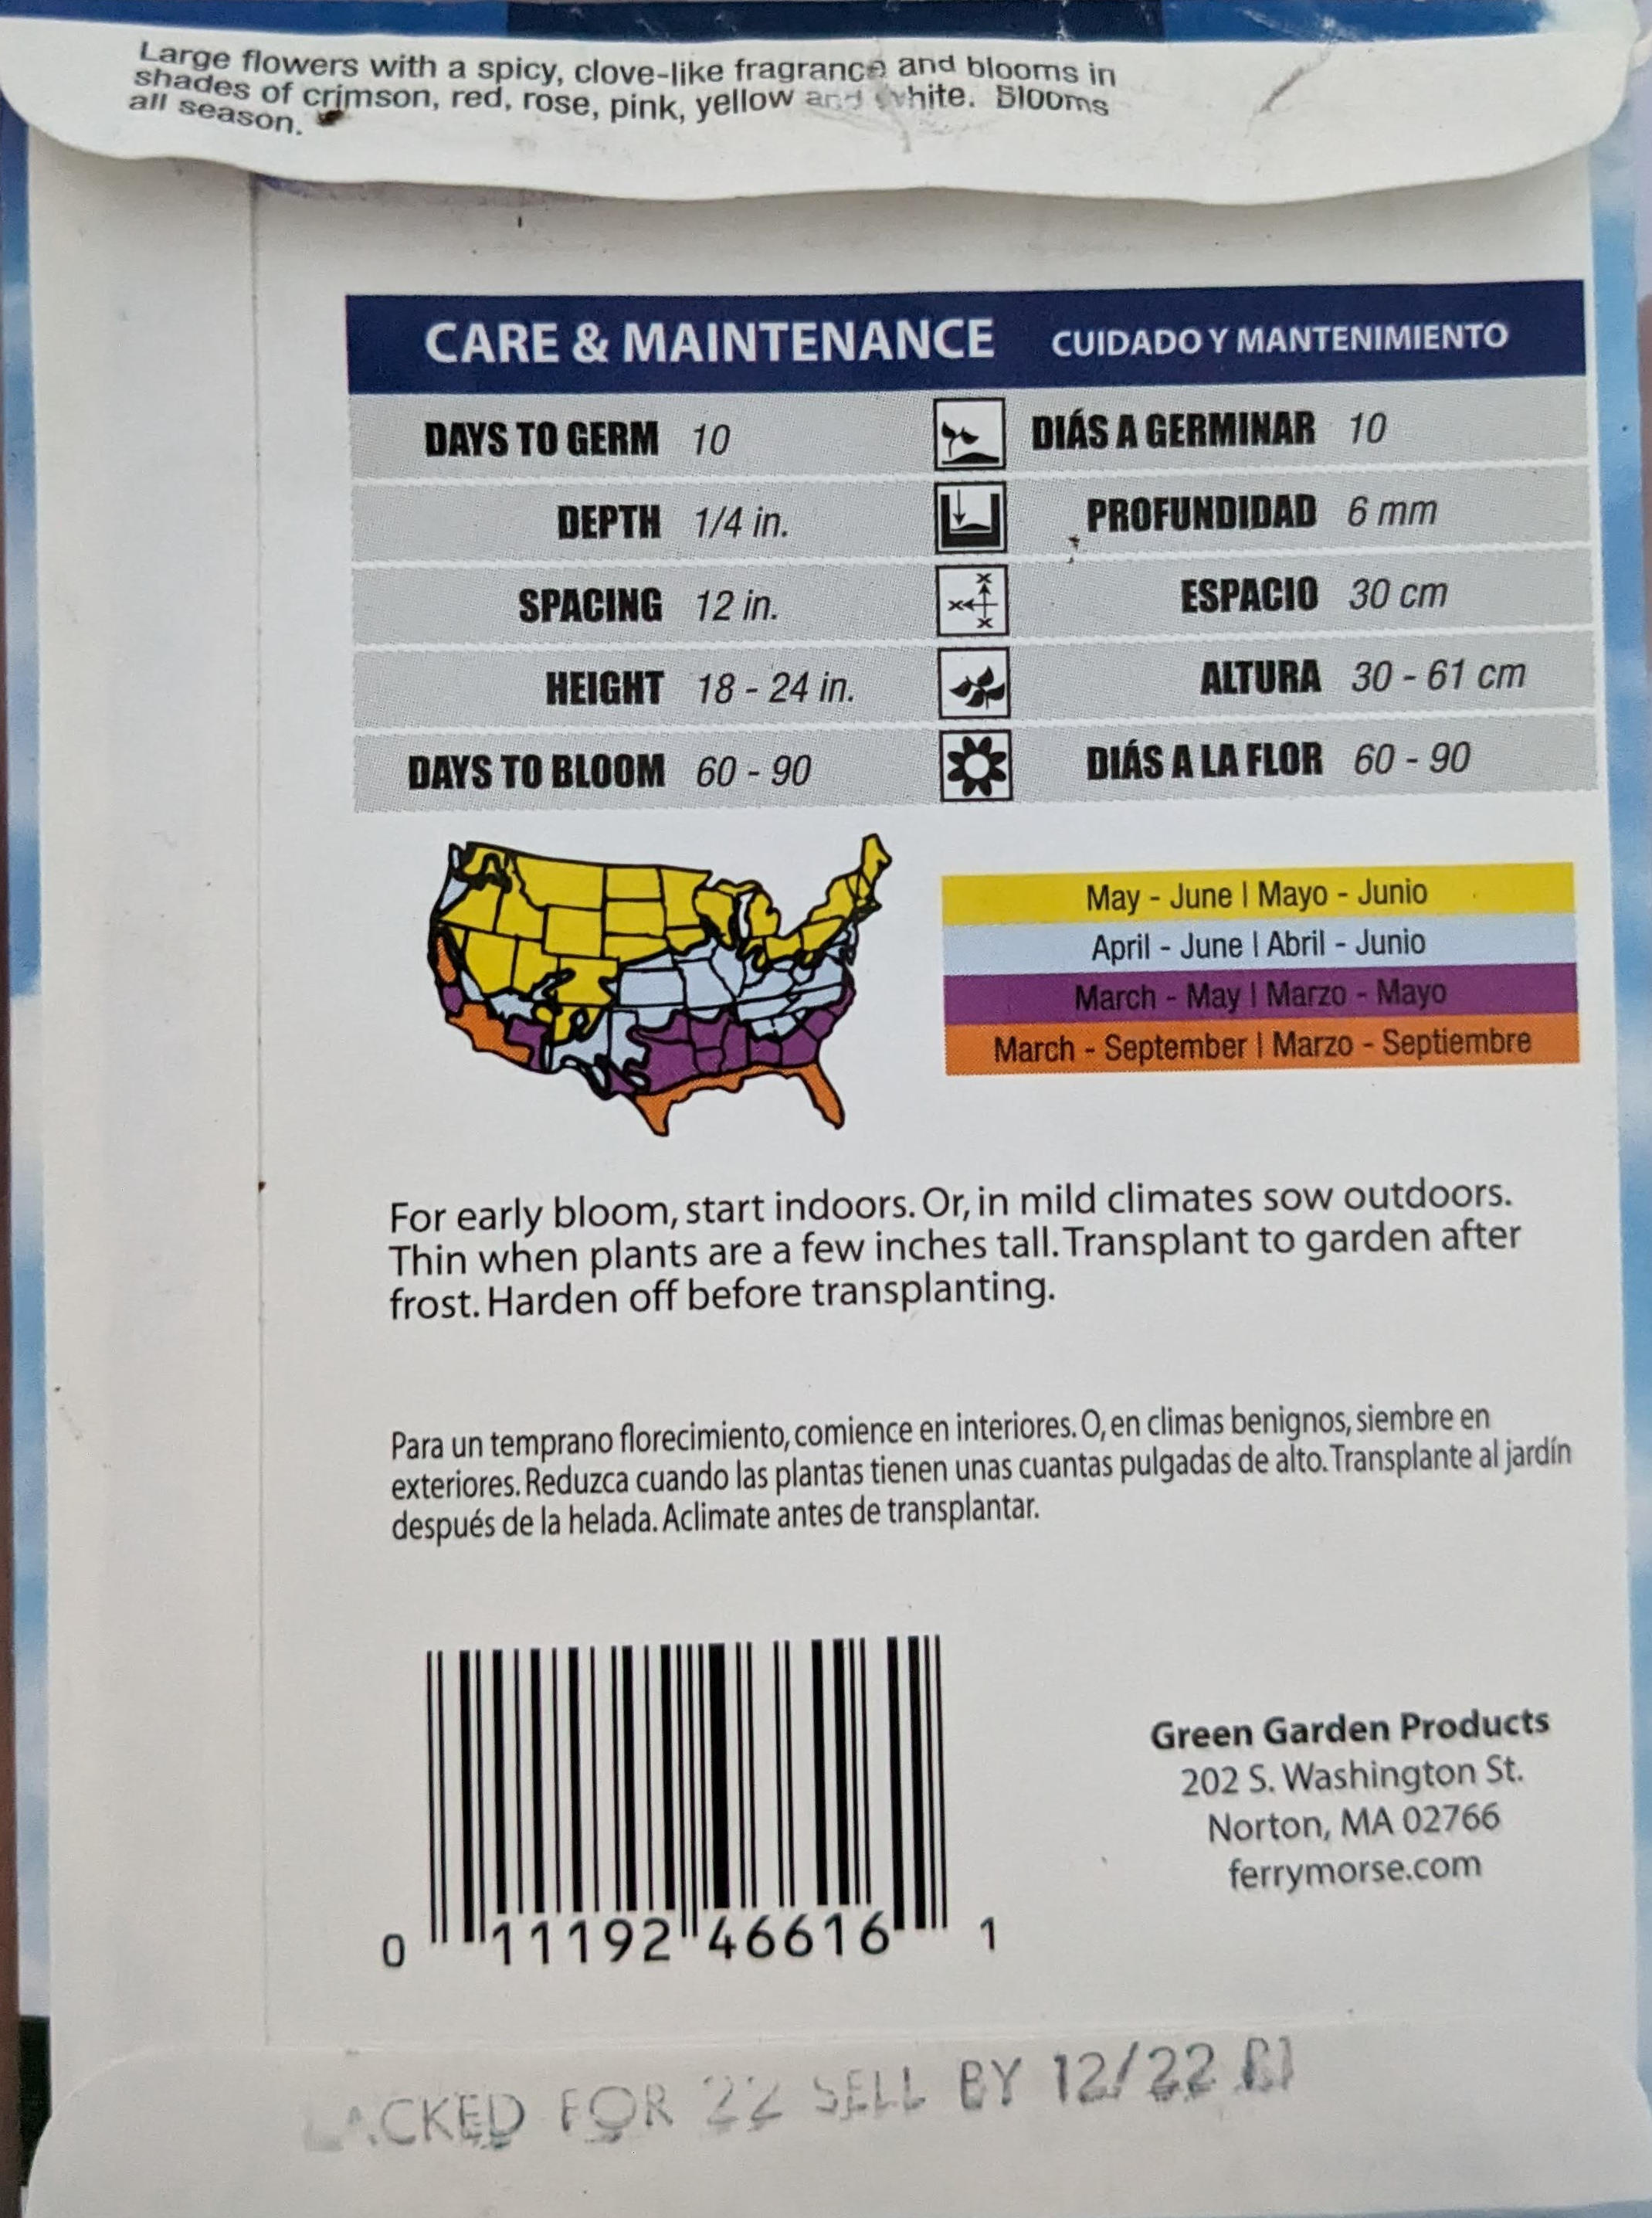 Large flowers with a spicy, clove-like fragrance and blooms in
shades of crimson, red, rose, pink, yellow and white. Blooms
all season.
CARE & MAINTENANCE CUIDADO Y MANTENIMIENTO
DAYS TO GERM 10 DIÁS A GERMINAR 10
DEPTH 1/4 in. PROFUNDIDAD 6 mm
SPACING 12 in. ESPACIO 30 cm
HEIGHT 18 - 24 in. ALTURA 30 - 61 cm
DAYS TO BLOOM 60 - 90 DIÁS A LA FLOR 60 - 90
May - June | Mayo - Junio
April - June | Abril - Junio
March - May | Marzo - Mayo
March - September | Marzo - Septiembre
For early bloom, start indoors. Or, in mild climates sow outdoors.
Thin when plants are a few inches tall. Transplant to garden after
frost. Harden off before transplanting.
Para un temprano florecimiento, comience en interiores. O, en climas benignos, siembre en
exteriores. Reduzca cuando las plantas tienen unas cuantas pulgadas de alto. Transplante al jardín
después de la helada. Aclimate antes de transplantar.
0 11192 46616 1
Green Garden Products
202 S. Washington St.
Norton, MA 02766
ferrymorse.com
PACKED FOR 22 SELL BY 12/22